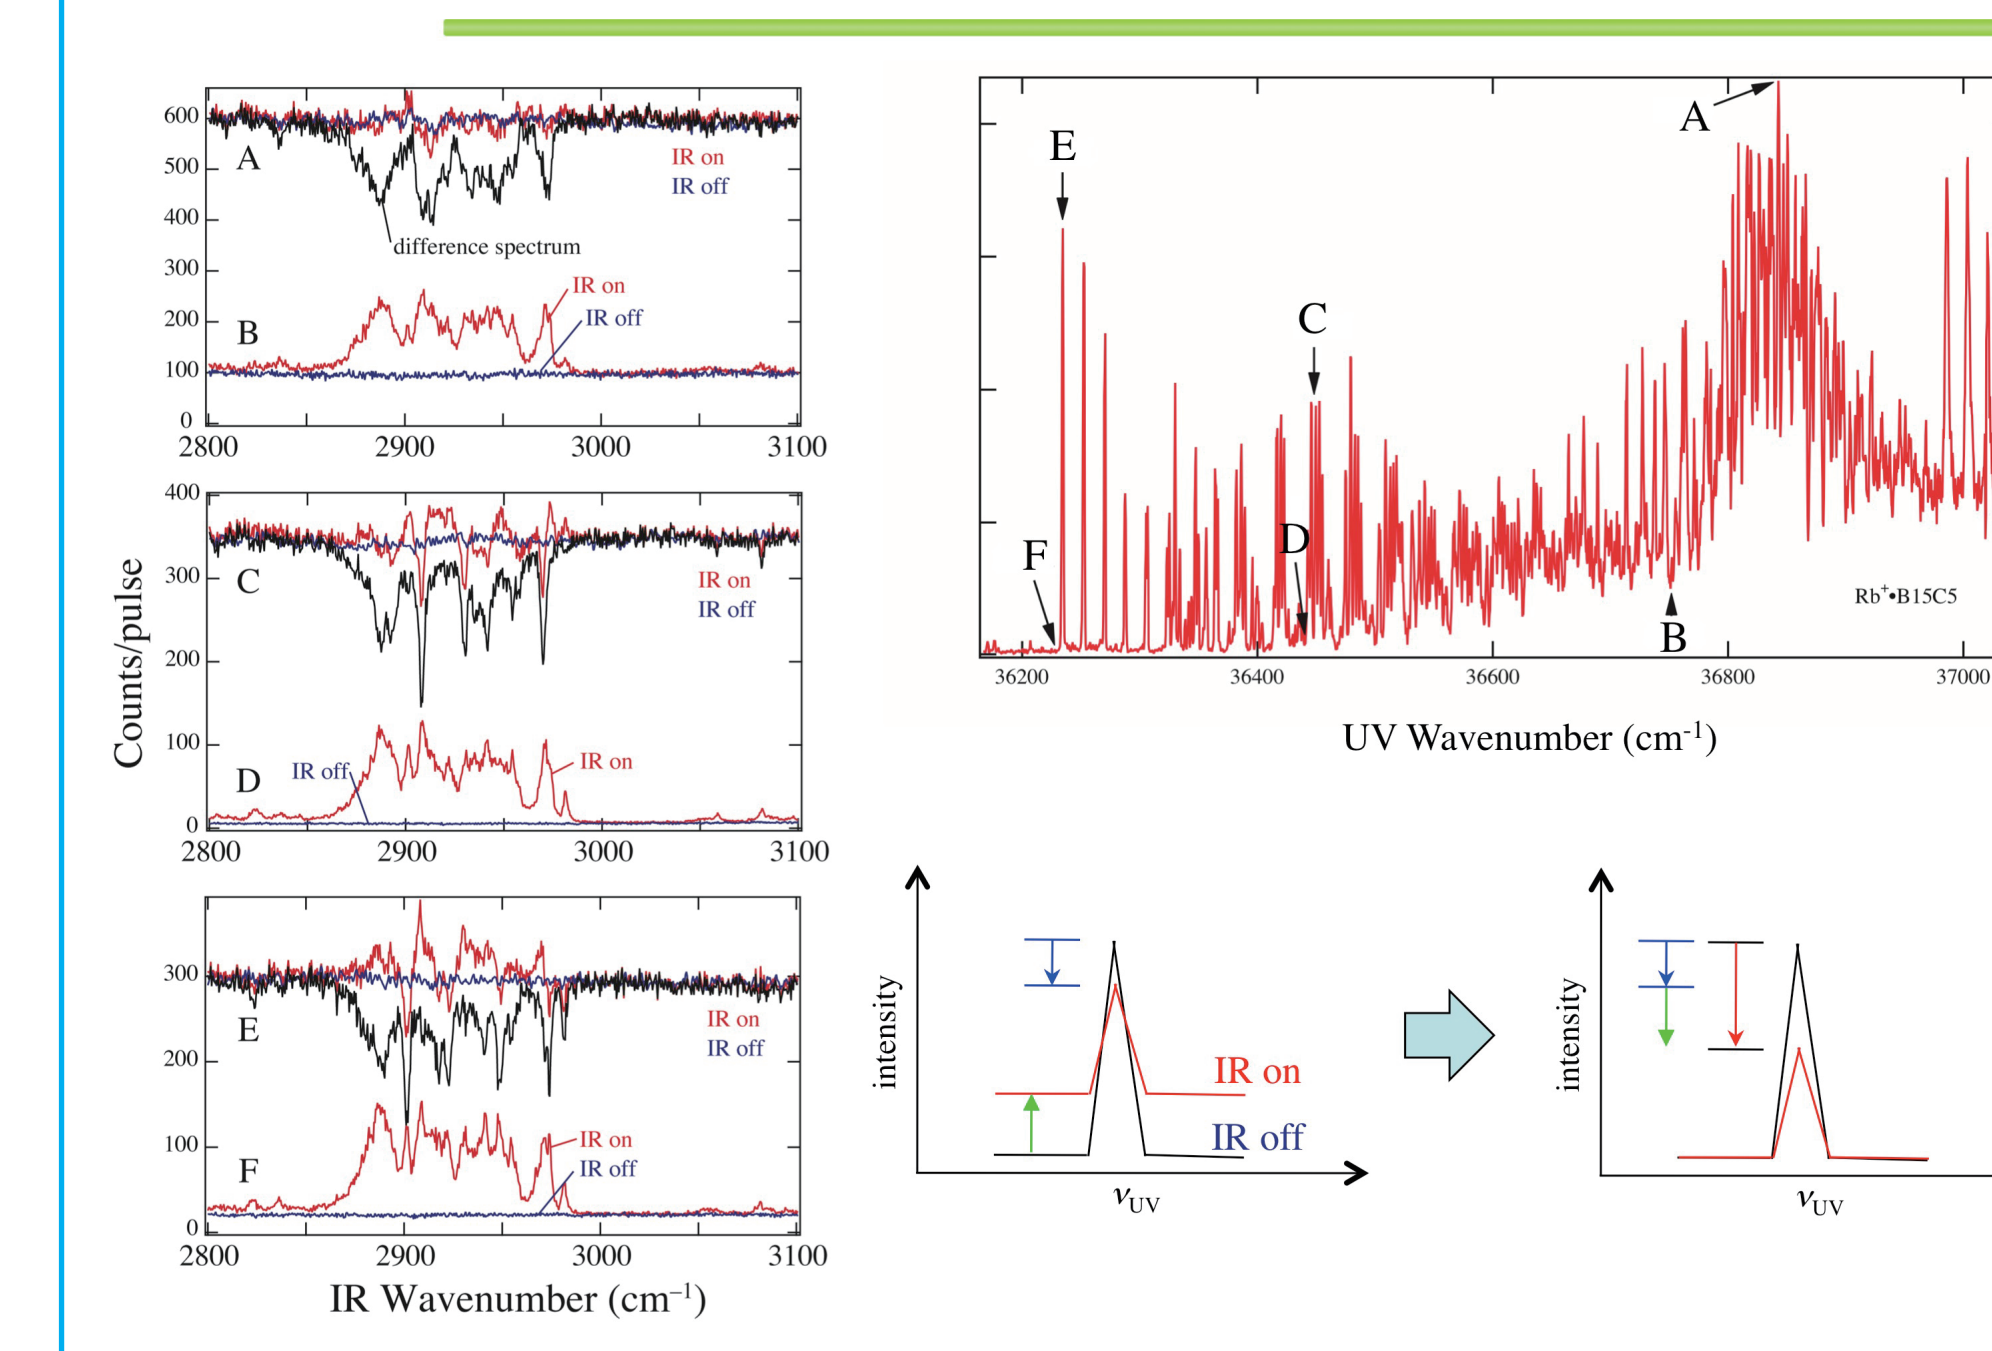 600
500
400
300
200
100
0
A
IR on
IR off
difference spectrum
IR on
IR off
B
2800 2900 3000 3100
400
300
200
100
0
C
IR on
IR off
D
IR off
IR on
2800 2900 3000 3100
300
200
100
0
E
IR on
IR off
F
IR on
IR off
2800 2900 3000 3100
Counts/pulse
IR Wavenumber (cm⁻¹)
A
E
C
D
F
B
Rb⁺•B15C5
36200 36400 36600 36800 37000
UV Wavenumber (cm⁻¹)
intensity
IR on
IR off
νUV
intensity
νUV